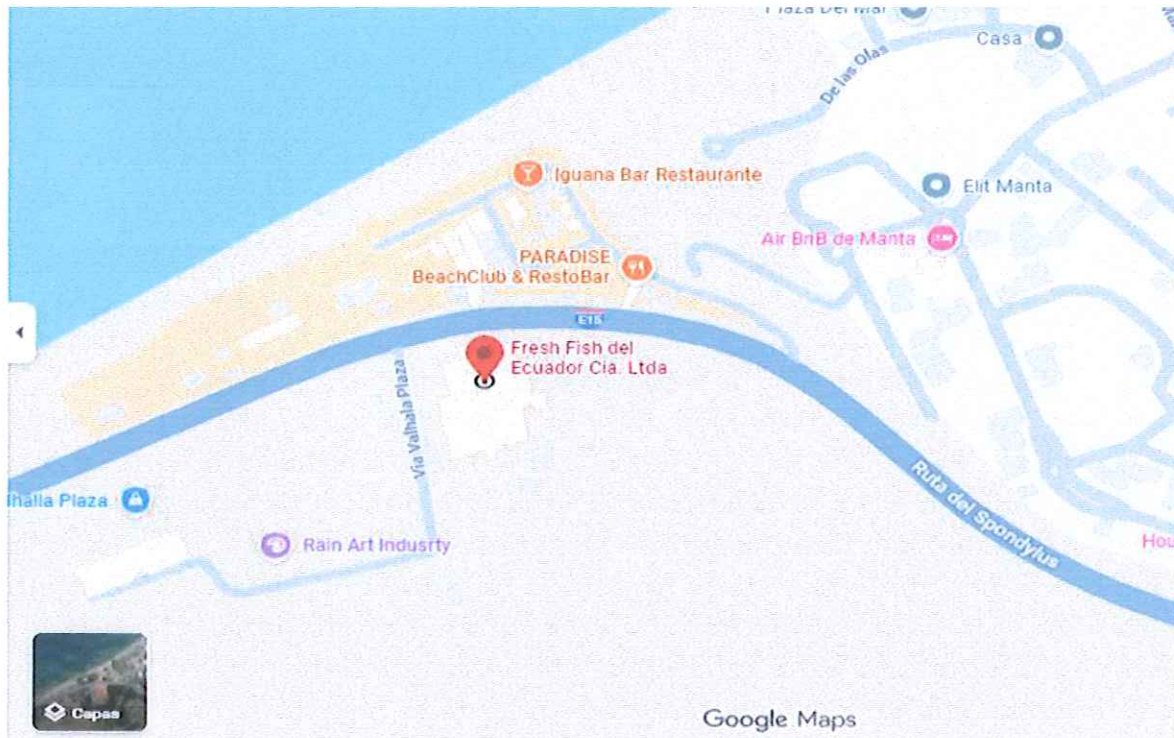 Plaza Del Mar
Casa
De las Olas
Iguana Bar Restaurante
Elit Manta
Air BnB de Manta
PARADISE
BeachClub & RestoBar
E15
Fresh Fish del
Ecuador Cia. Ltda
Via Valhala Plaza
Ruta del Spondylus
lhalla Plaza
Rain Art Indusrty
Hou
Capas
Google Maps